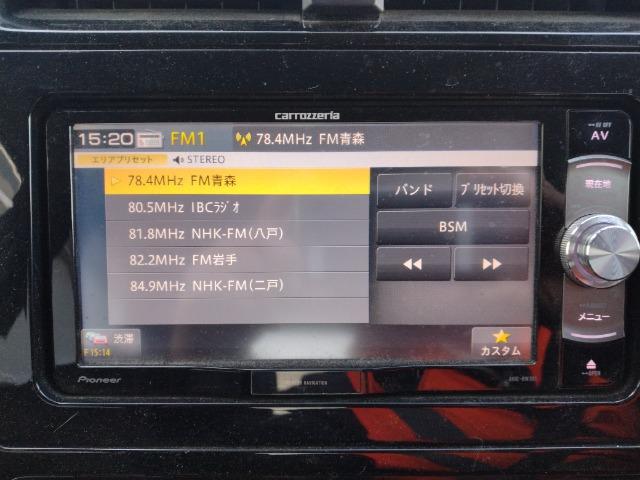 carrozzeria
15:20 FM1 78.4MHz FM青森
エリアプリセット STEREO
78.4MHz FM青森
80.5MHz IBCラジオ
81.8MHz NHK-FM(八戸)
82.2MHz FM岩手
84.9MHz NHK-FM(二戸)
バンド プリセット切換
BSM
渋滞
F 15:14
カスタム
AV OFF
AV
現在地
メニュー
OPEN
Pioneer
NAVIGATION